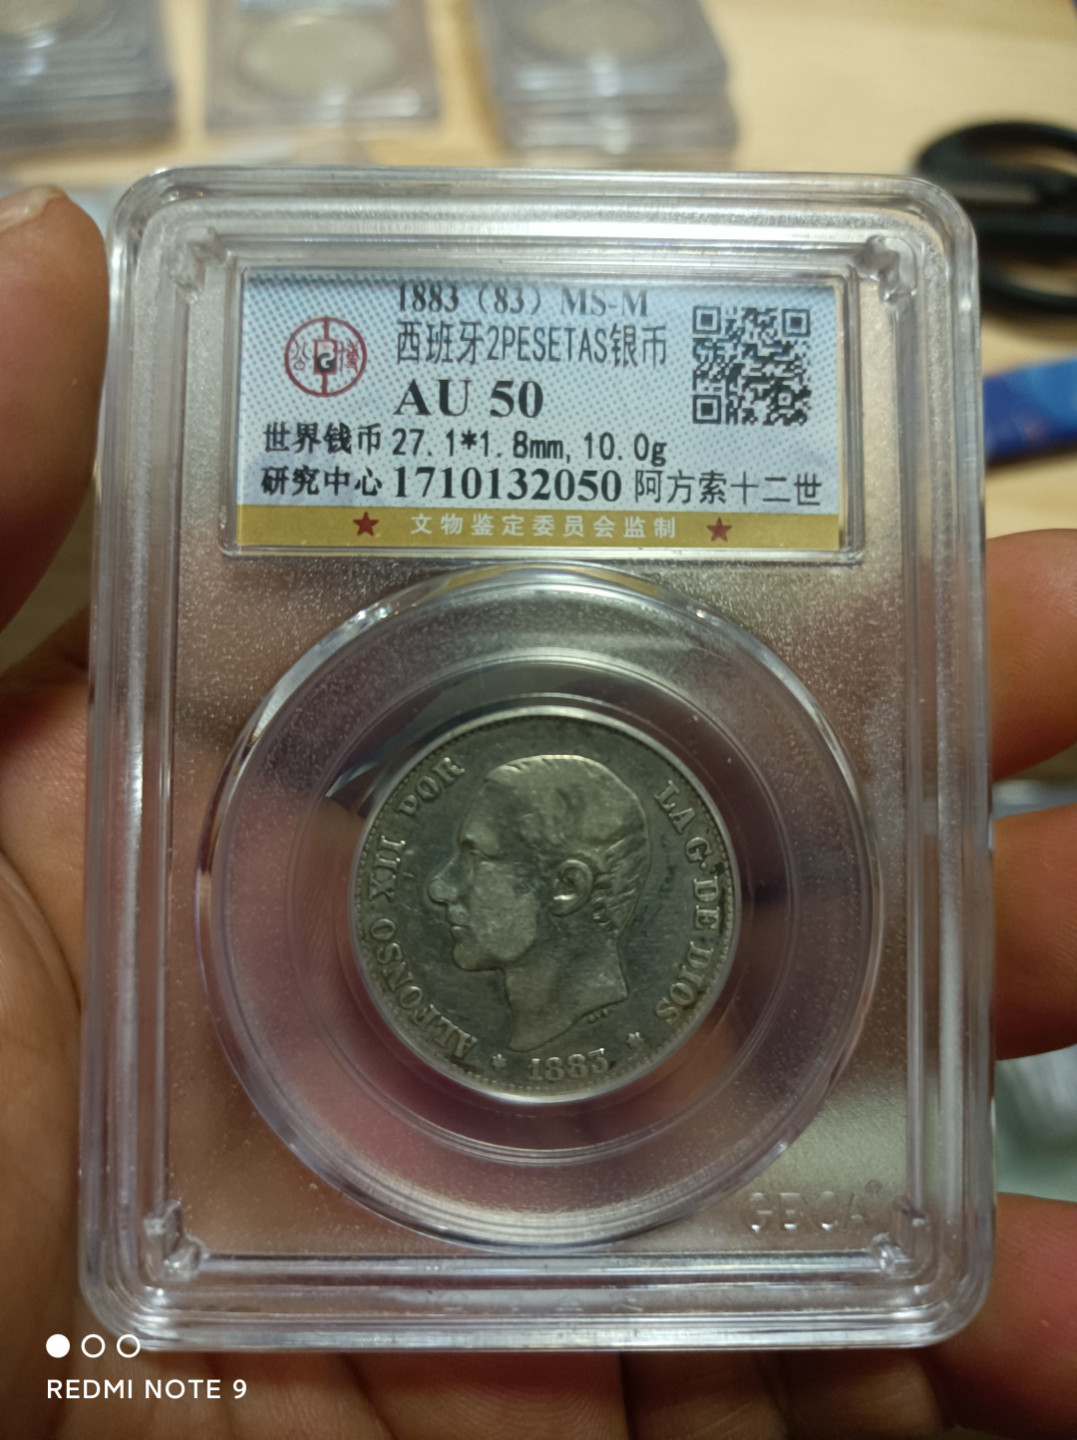 1883 (83) MS-M
西班牙2PESETAS银币
AU 50
世界钱币 27.1*1.8mm, 10.0g
研究中心 1710132050 阿方索十二世
★ 文物鉴定委员会监制 ★
公 G 博
ALFONSO XII POR LA G. DE DIOS
* 1883 *
GBCA®
REDMI NOTE 9